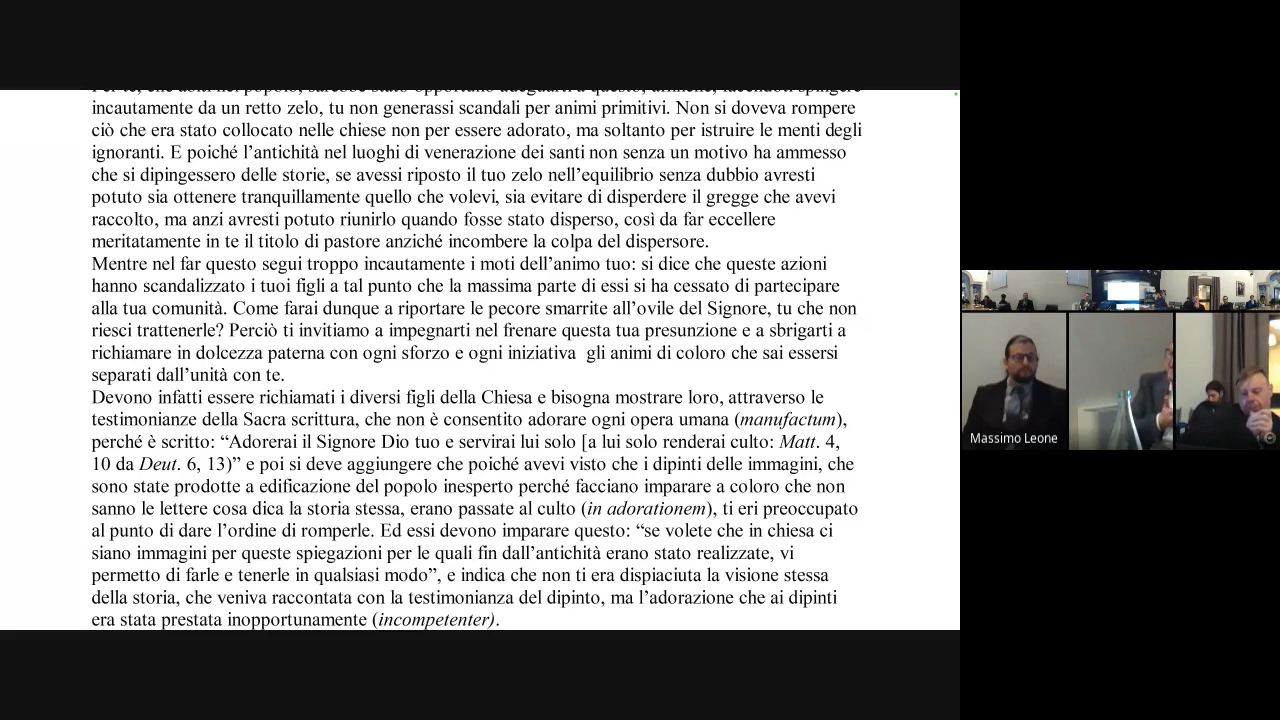 incautamente da un retto zelo, tu non generassi scandali per animi primitivi. Non si doveva rompere
ciò che era stato collocato nelle chiese non per essere adorato, ma soltanto per istruire le menti degli
ignoranti. E poiché l’antichità nel luoghi di venerazione dei santi non senza un motivo ha ammesso
che si dipingessero delle storie, se avessi riposto il tuo zelo nell’equilibrio senza dubbio avresti
potuto sia ottenere tranquillamente quello che volevi, sia evitare di disperdere il gregge che avevi
raccolto, ma anzi avresti potuto riunirlo quando fosse stato disperso, così da far eccellere
meritatamente in te il titolo di pastore anziché incombere la colpa del dispersore.
Mentre nel far questo segui troppo incautamente i moti dell’animo tuo: si dice che queste azioni
hanno scandalizzato i tuoi figli a tal punto che la massima parte di essi si ha cessato di partecipare
alla tua comunità. Come farai dunque a riportare le pecore smarrite all’ovile del Signore, tu che non
riesci trattenerle? Perciò ti invitiamo a impegnarti nel frenare questa tua presunzione e a sbrigarti a
richiamare in dolcezza paterna con ogni sforzo e ogni iniziativa  gli animi di coloro che sai essersi
separati dall’unità con te.
Devono infatti essere richiamati i diversi figli della Chiesa e bisogna mostrare loro, attraverso le
testimonianze della Sacra scrittura, che non è consentito adorare ogni opera umana (manufactum),
perché è scritto: “Adorerai il Signore Dio tuo e servirai lui solo [a lui solo renderai culto: Matt. 4,
10 da Deut. 6, 13)” e poi si deve aggiungere che poiché avevi visto che i dipinti delle immagini, che
sono state prodotte a edificazione del popolo inesperto perché facciano imparare a coloro che non
sanno le lettere cosa dica la storia stessa, erano passate al culto (in adorationem), ti eri preoccupato
al punto di dare l’ordine di romperle. Ed essi devono imparare questo: “se volete che in chiesa ci
siano immagini per queste spiegazioni per le quali fin dall’antichità erano stato realizzate, vi
permetto di farle e tenerle in qualsiasi modo”, e indica che non ti era dispiaciuta la visione stessa
della storia, che veniva raccontata con la testimonianza del dipinto, ma l’adorazione che ai dipinti
era stata prestata inopportunamente (incompetenter).
Massimo Leone